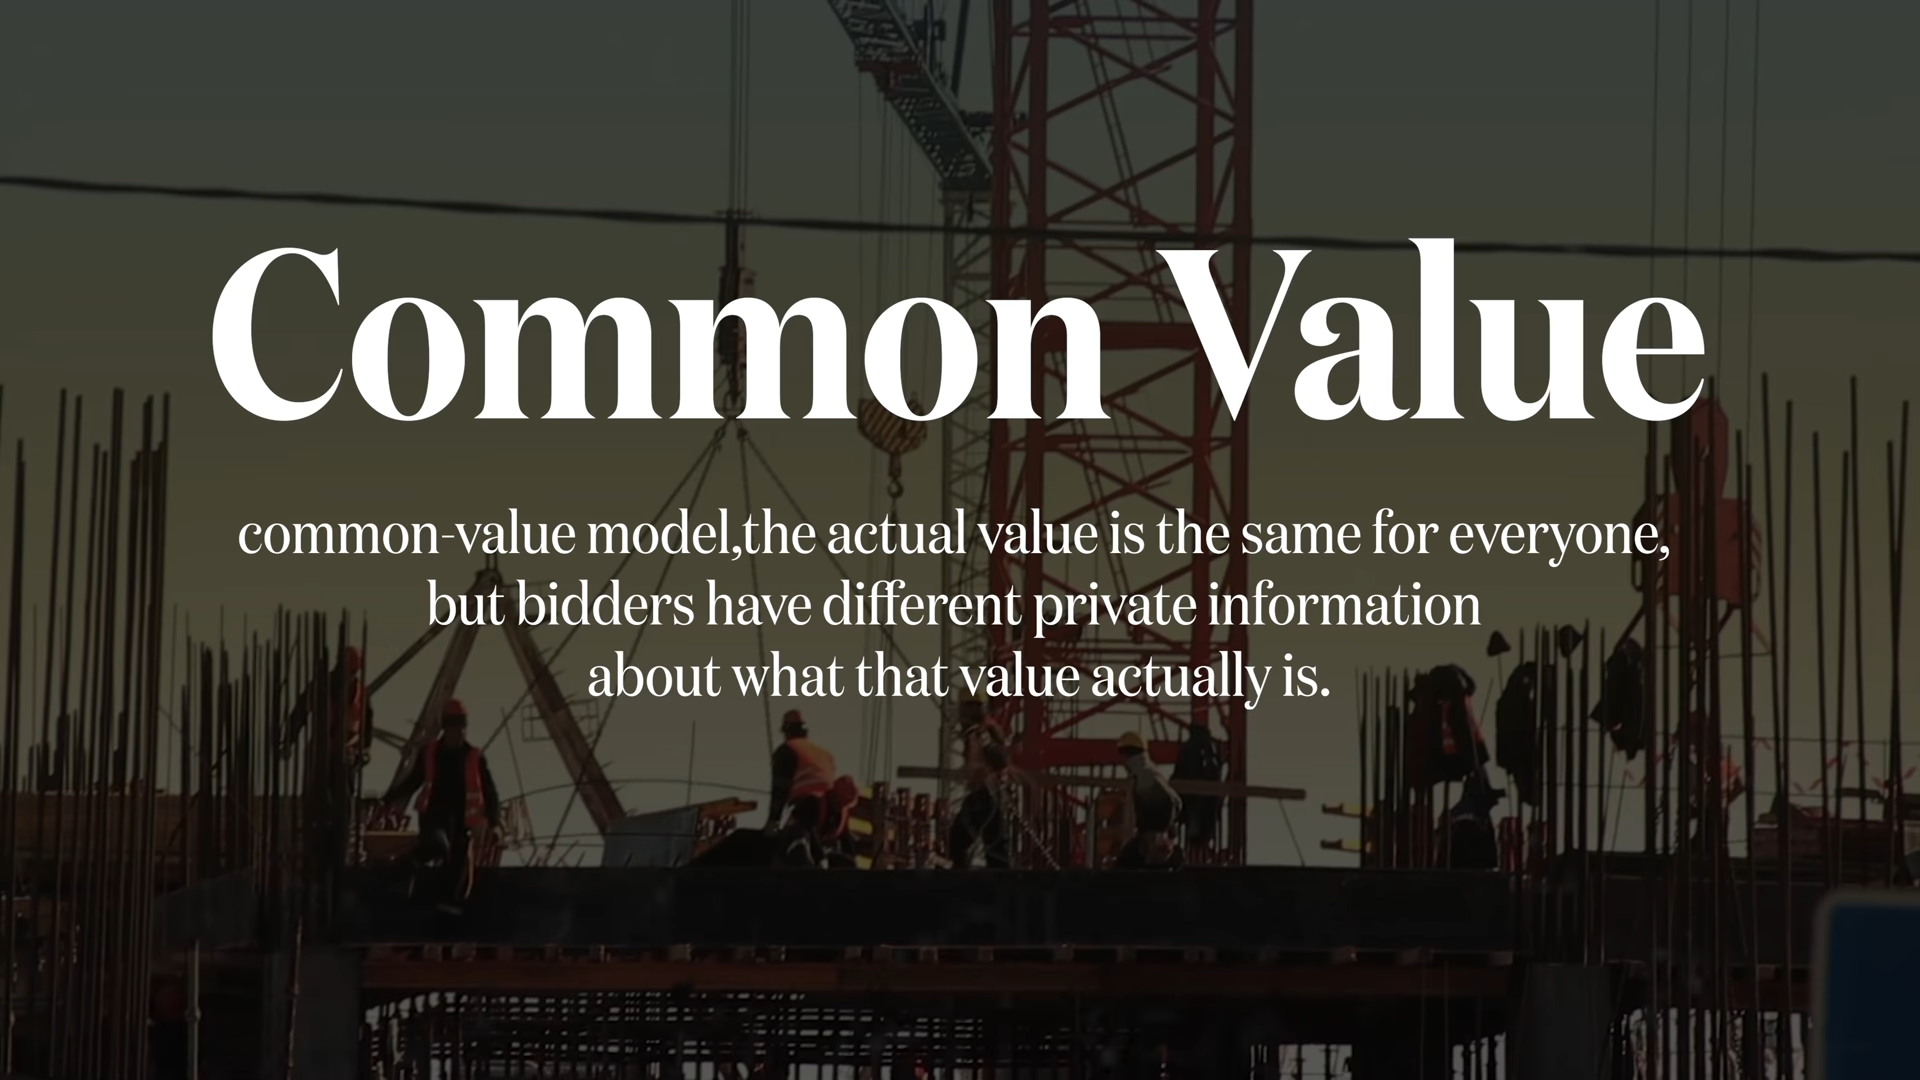 Common Value
common-value model,the actual value is the same for everyone,
but bidders have different private information
about what that value actually is.